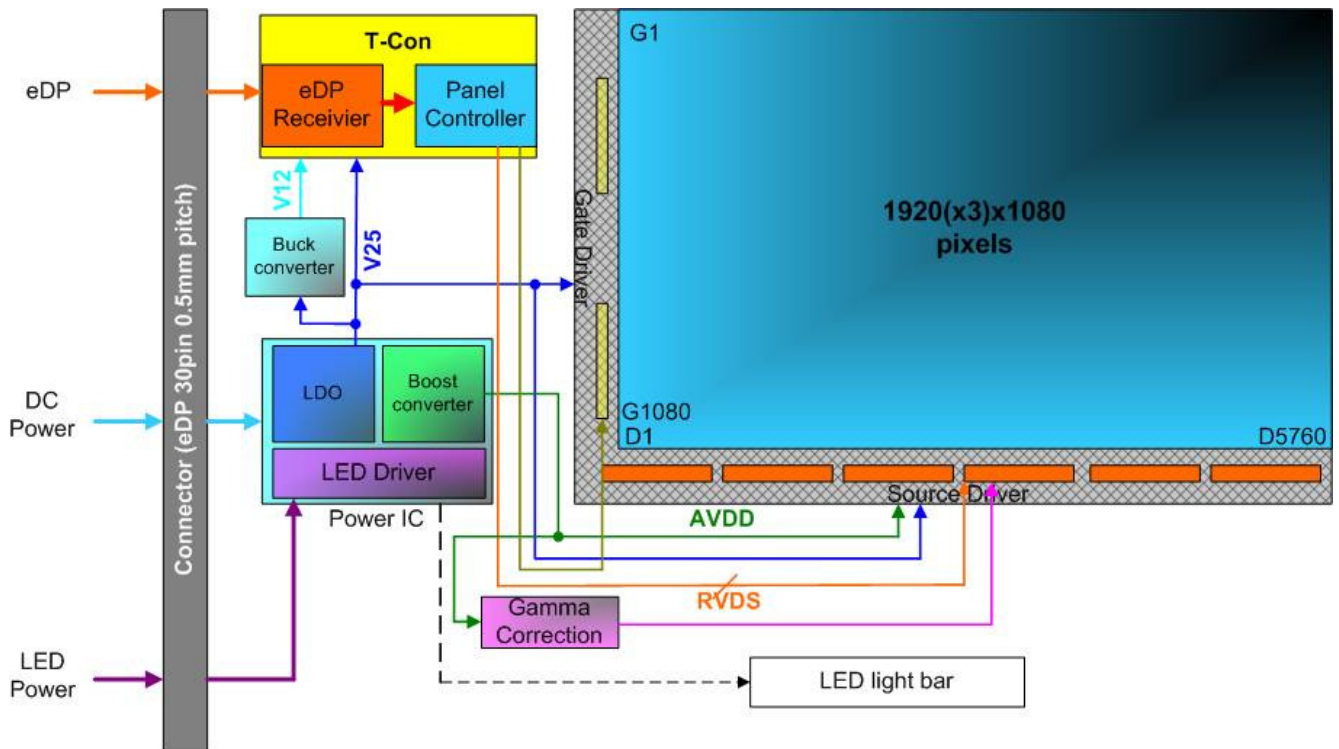 T-Con
eDP
eDP
Receivier
Panel
Controller
G1
V12
V25
Buck
converter
Gate Driver
1920(x3)x1080
pixels
Connector (eDP 30pin 0.5mm pitch)
DC
Power
LDO
Boost
converter
LED Driver
Power IC
G1080
D1
D5760
Source Driver
AVDD
RVDS
Gamma
Correction
LED
Power
LED light bar